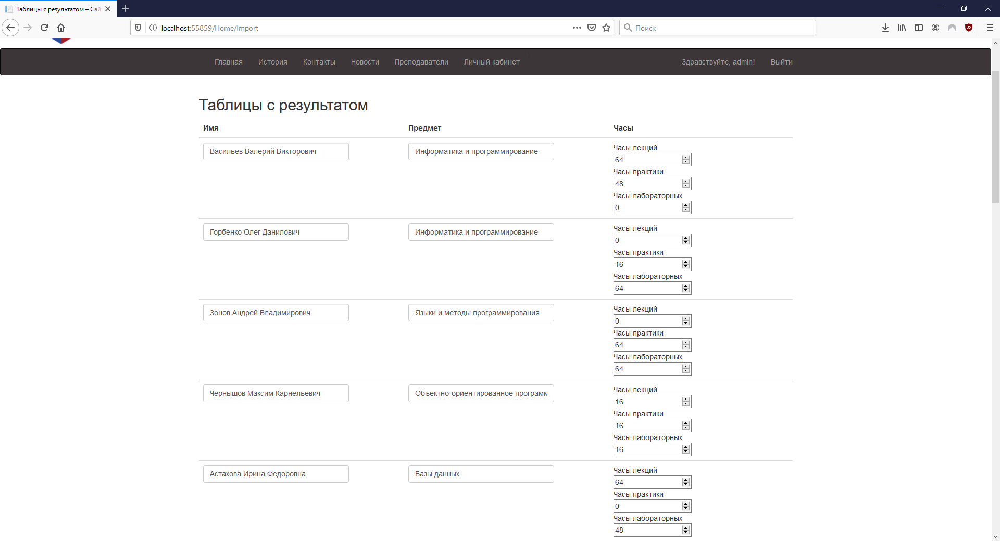 Таблицы с результатом – Сай
localhost:55859/Home/Import
Поиск
Главная История Контакты Новости Преподаватели Личный кабинет Здравствуйте, admin! Выйти
Таблицы с результатом
Имя Предмет Часы
Васильев Валерий Викторович Информатика и программирование Часы лекций
64
Часы практики
48
Часы лабораторных
0
Горбенко Олег Данилович Информатика и программирование Часы лекций
0
Часы практики
16
Часы лабораторных
64
Зонов Андрей Владимирович Языки и методы программирования Часы лекций
0
Часы практики
64
Часы лабораторных
64
Чернышов Максим Карнельевич Объектно-ориентированное программ Часы лекций
16
Часы практики
16
Часы лабораторных
16
Астахова Ирина Федоровна Базы данных Часы лекций
64
Часы практики
0
Часы лабораторных
48